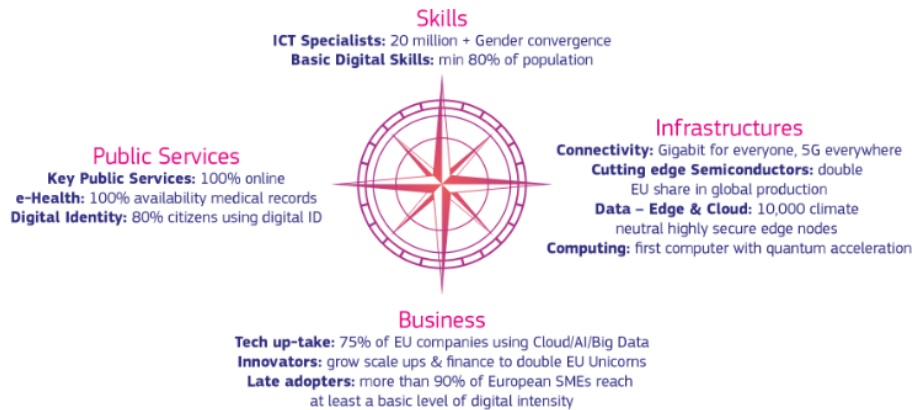 Skills
ICT Specialists: 20 million + Gender convergence
Basic Digital Skills: min 80% of population
Public Services
Key Public Services: 100% online
e-Health: 100% availability medical records
Digital Identity: 80% citizens using digital ID
Infrastructures
Connectivity: Gigabit for everyone, 5G everywhere
Cutting edge Semiconductors: double
EU share in global production
Data – Edge & Cloud: 10,000 climate
neutral highly secure edge nodes
Computing: first computer with quantum acceleration
Business
Tech up-take: 75% of EU companies using Cloud/AI/Big Data
Innovators: grow scale ups & finance to double EU Unicorns
Late adopters: more than 90% of European SMEs reach
at least a basic level of digital intensity